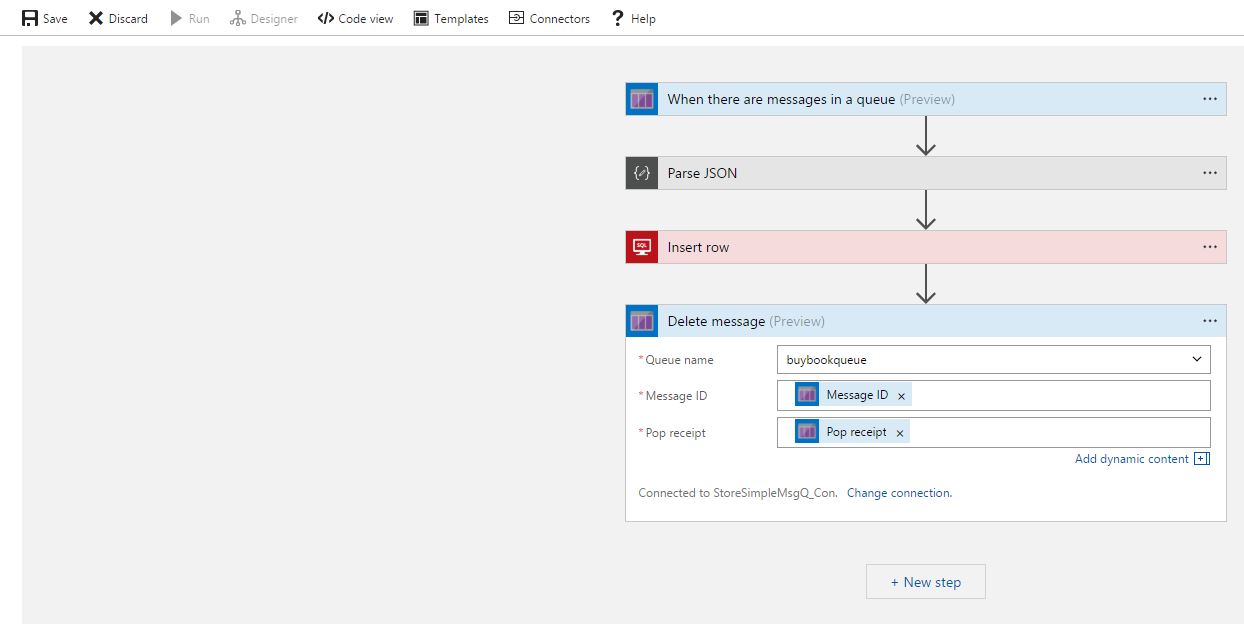 Save Discard Run Designer Code view Templates Connectors ? Help
When there are messages in a queue (Preview) ...
Parse JSON ...
SQL Insert row ...
Delete message (Preview) ...
* Queue name buybookqueue
* Message ID Message ID ×
* Pop receipt Pop receipt ×
Add dynamic content +
Connected to StoreSimpleMsgQ_Con. Change connection.
+ New step